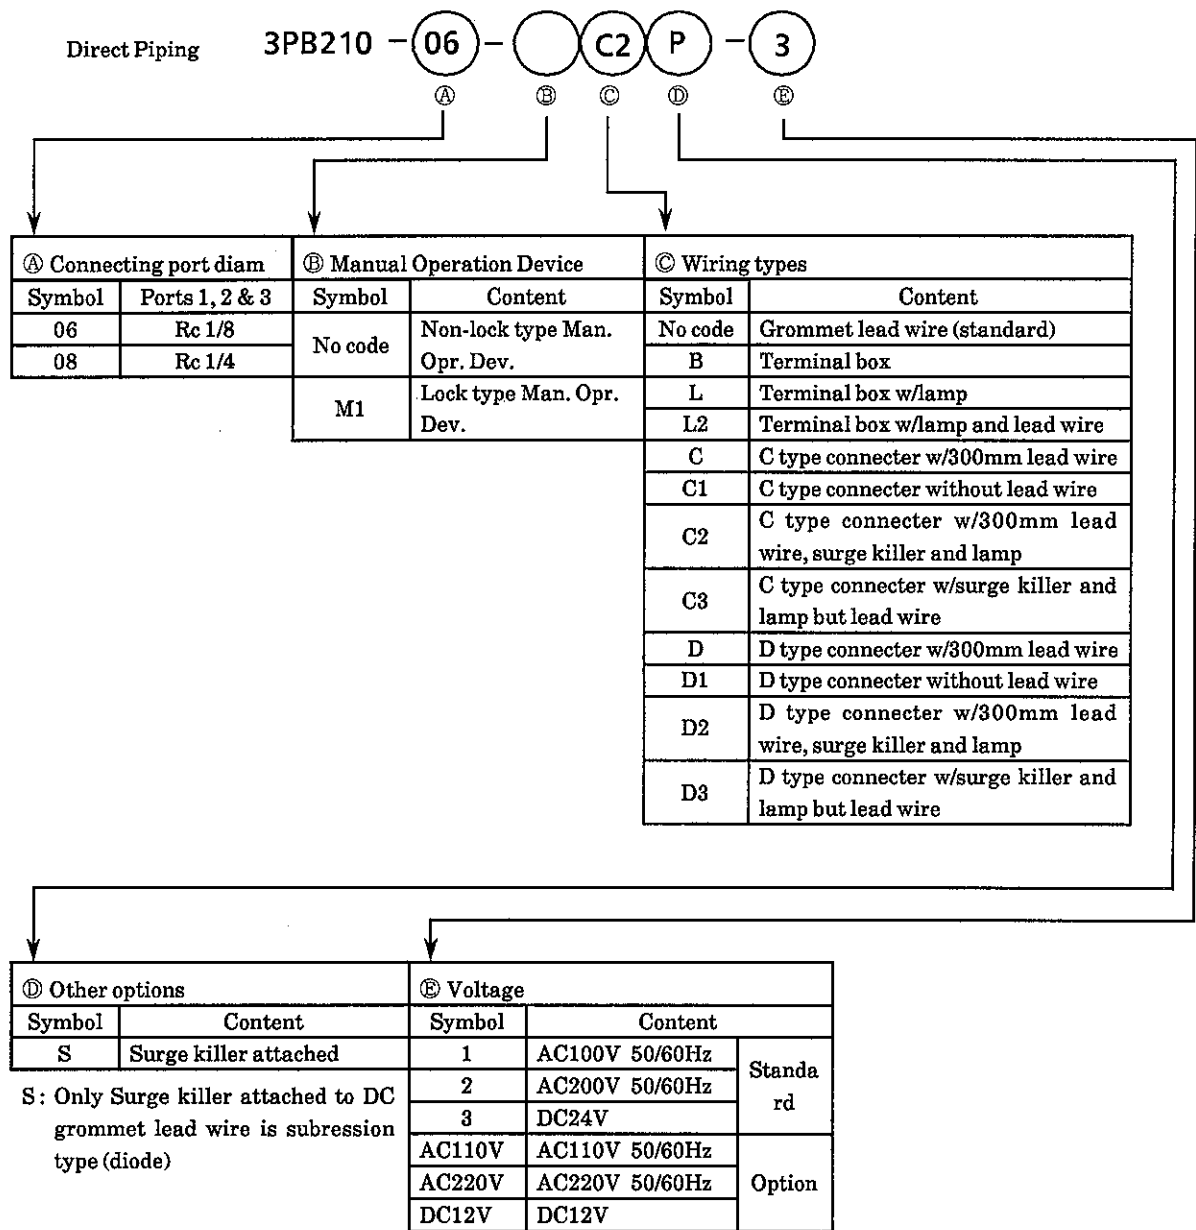 Direct Piping 3PB210 - 06 - C2 P - 3
Ⓐ Ⓑ Ⓒ Ⓓ Ⓔ
Ⓐ Connecting port diam
Symbol Ports 1, 2 & 3
06 Rc 1/8
08 Rc 1/4
Ⓑ Manual Operation Device
Symbol Content
No code Non-lock type Man.
Opr. Dev.
M1 Lock type Man. Opr.
Dev.
Ⓒ Wiring types
Symbol Content
No code Grommet lead wire (standard)
B Terminal box
L Terminal box w/lamp
L2 Terminal box w/lamp and lead wire
C C type connecter w/300mm lead wire
C1 C type connecter without lead wire
C2 C type connecter w/300mm lead
wire, surge killer and lamp
C3 C type connecter w/surge killer and
lamp but lead wire
D D type connecter w/300mm lead wire
D1 D type connecter without lead wire
D2 D type connecter w/300mm lead
wire, surge killer and lamp
D3 D type connecter w/surge killer and
lamp but lead wire
Ⓓ Other options
Symbol Content
S Surge killer attached
S: Only Surge killer attached to DC
grommet lead wire is subression
type (diode)
Ⓔ Voltage
Symbol Content
1 AC100V 50/60Hz
2 AC200V 50/60Hz
3 DC24V
Standa
rd
AC110V AC110V 50/60Hz
AC220V AC220V 50/60Hz
DC12V DC12V
Option